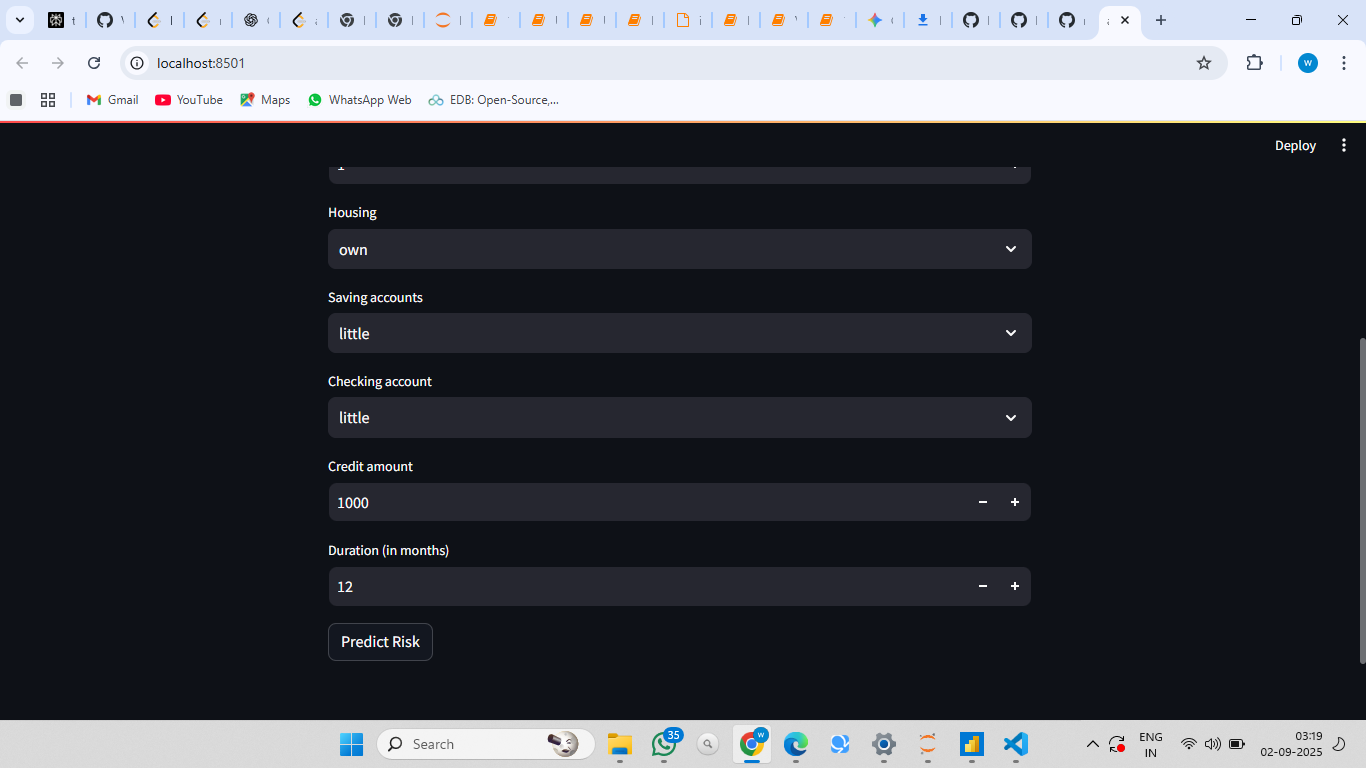 localhost:8501
Gmail
YouTube
Maps
WhatsApp Web
EDB: Open-Source,...
Deploy
Housing
own
Saving accounts
little
Checking account
little
Credit amount
1000
Duration (in months)
12
Predict Risk
Search
35
ENG
IN
03:19
02-09-2025